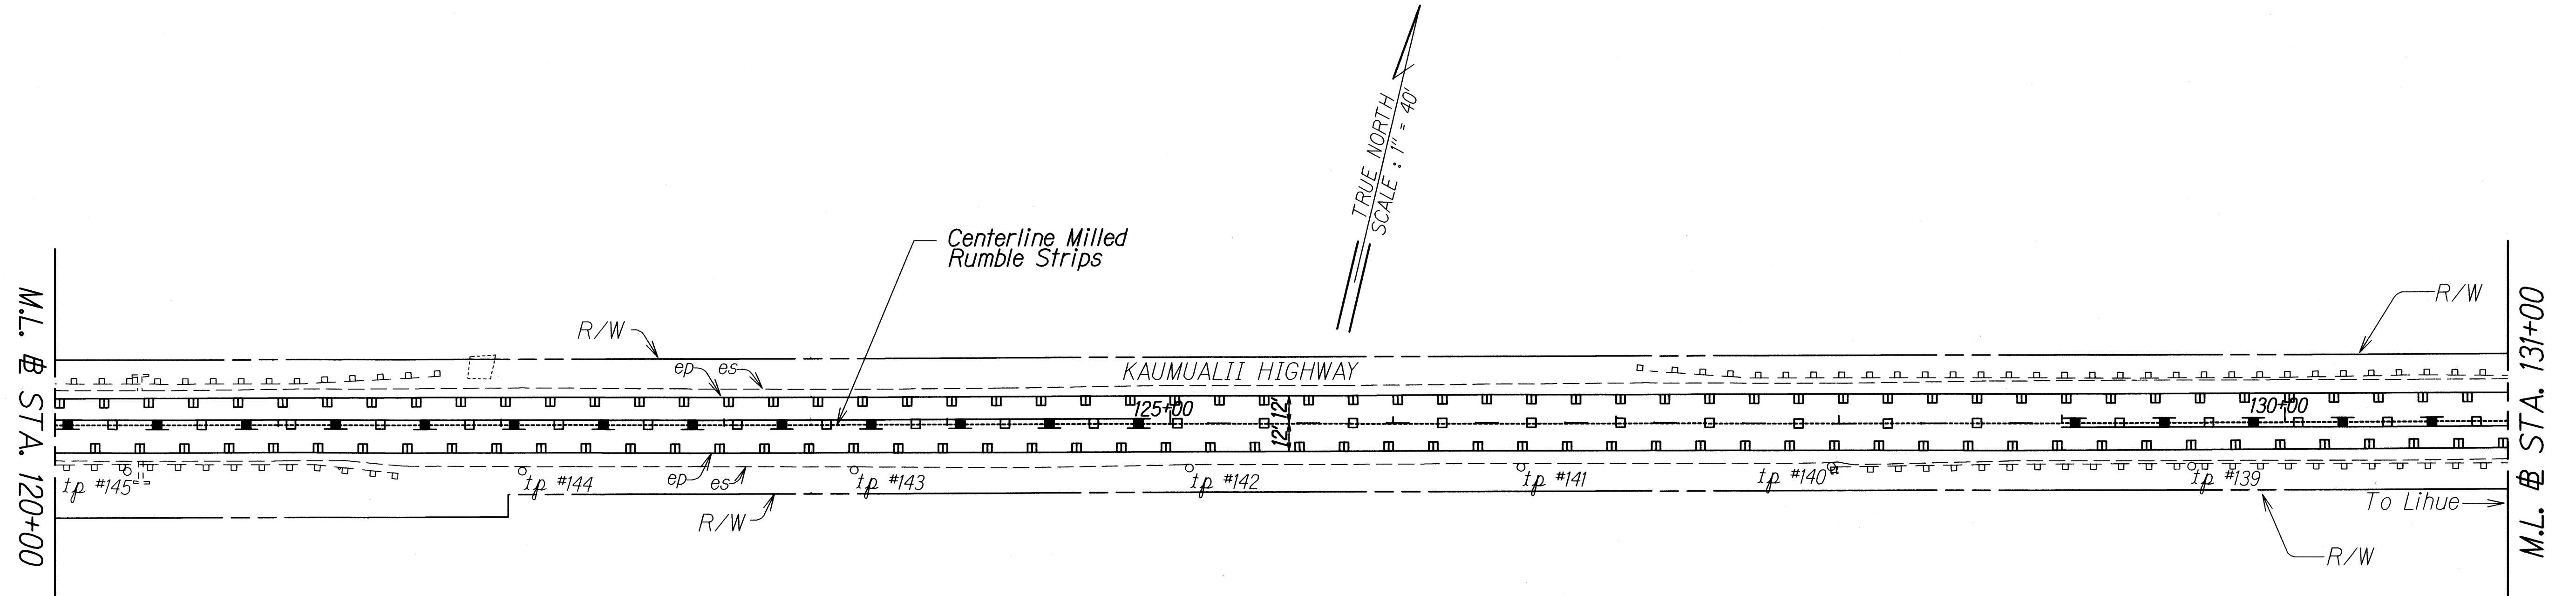 TRUE NORTH
SCALE : 1" = 40'
Centerline Milled
Rumble Strips
R/W
R/W
M.L. ⅊ STA. 120+00
M.L. ⅊ STA. 131+00
ep
es
KAUMUALII HIGHWAY
125+00
12'
12'
130+00
tp #145
tp #144
ep
es
tp #143
tp #142
tp #141
tp #140
tp #139
R/W
To Lihue
R/W